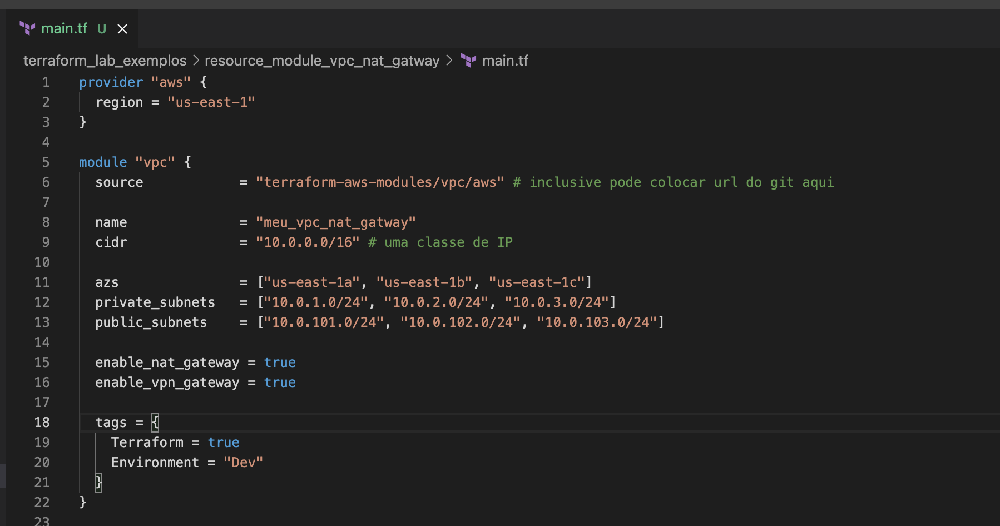 main.tf U
terraform_lab_exemplos > resource_module_vpc_nat_gatway > main.tf
1 provider "aws" {
2   region = "us-east-1"
3 }
4
5 module "vpc" {
6   source            = "terraform-aws-modules/vpc/aws" # inclusive pode colocar url do git aqui
7
8   name              = "meu_vpc_nat_gatway"
9   cidr              = "10.0.0.0/16" # uma classe de IP
10
11   azs               = ["us-east-1a", "us-east-1b", "us-east-1c"]
12   private_subnets   = ["10.0.1.0/24", "10.0.2.0/24", "10.0.3.0/24"]
13   public_subnets    = ["10.0.101.0/24", "10.0.102.0/24", "10.0.103.0/24"]
14
15   enable_nat_gateway = true
16   enable_vpn_gateway = true
17
18   tags = {
19     Terraform = true
20     Environment = "Dev"
21   }
22 }
23